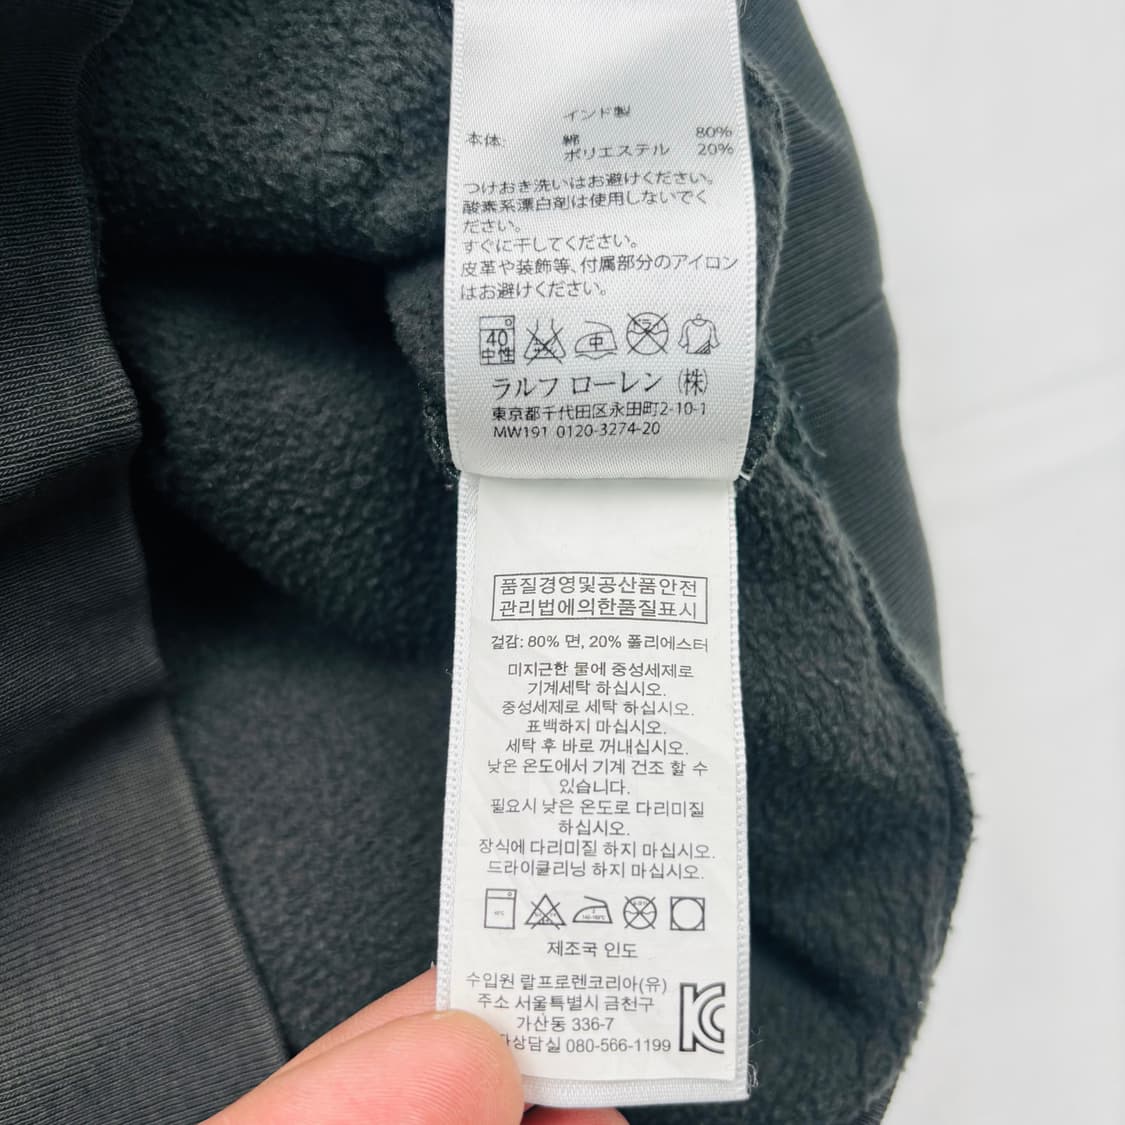 インド製
本体: 綿 80%
ポリエステル 20%
つけおき洗いはお避けください。
酸素系漂白剤は使用しないでく
ださい。
すぐに干してください。
皮革や装飾等、付属部分のアイロン
はお避けください。
40
中性
中
ドライ
ラルフ ローレン (株)
東京都千代田区永田町2-10-1
MW191 0120-3274-20
품질경영및공산품안전
관리법에의한품질표시
겉감: 80% 면, 20% 폴리에스터
미지근한 물에 중성세제로
기계세탁 하십시오.
중성세제로 세탁 하십시오.
표백하지 마십시오.
세탁 후 바로 꺼내십시오.
낮은 온도에서 기계 건조 할 수
있습니다.
필요시 낮은 온도로 다리미질
하십시오.
장식에 다리미질 하지 마십시오.
드라이클리닝 하지 마십시오.
제조국 인도
수입원 랄프로렌코리아(유)
주소 서울특별시 금천구
가산동 336-7
상담실 080-566-1199